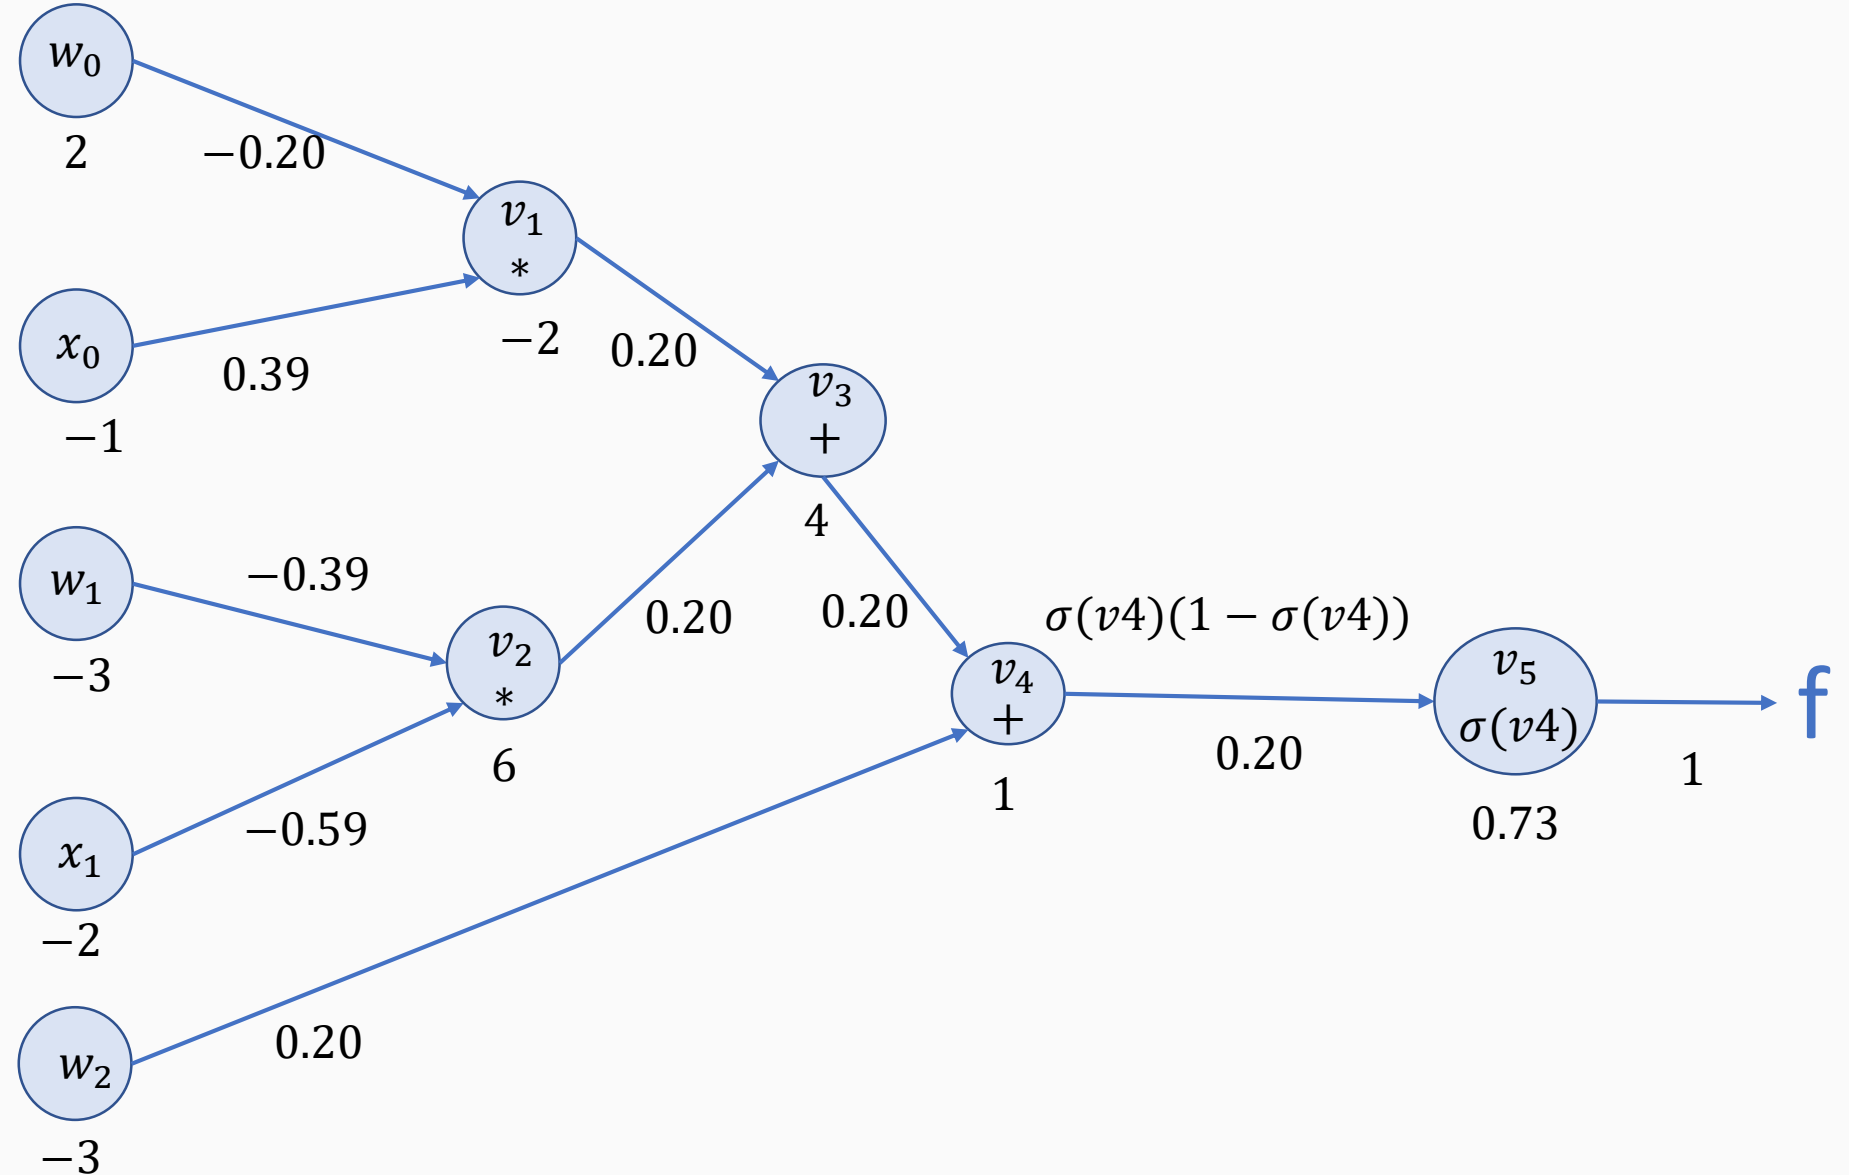 w₀
2
−0.20
v₁
*
−2
x₀
0.39
−1
0.20
v₃
+
4
w₁
−0.39
−3
v₂
*
6
0.20
0.20
σ(v4)(1 − σ(v4))
v₄
+
1
0.20
v₅
σ(v4)
0.73
1
f
x₁
−0.59
−2
w₂
0.20
−3